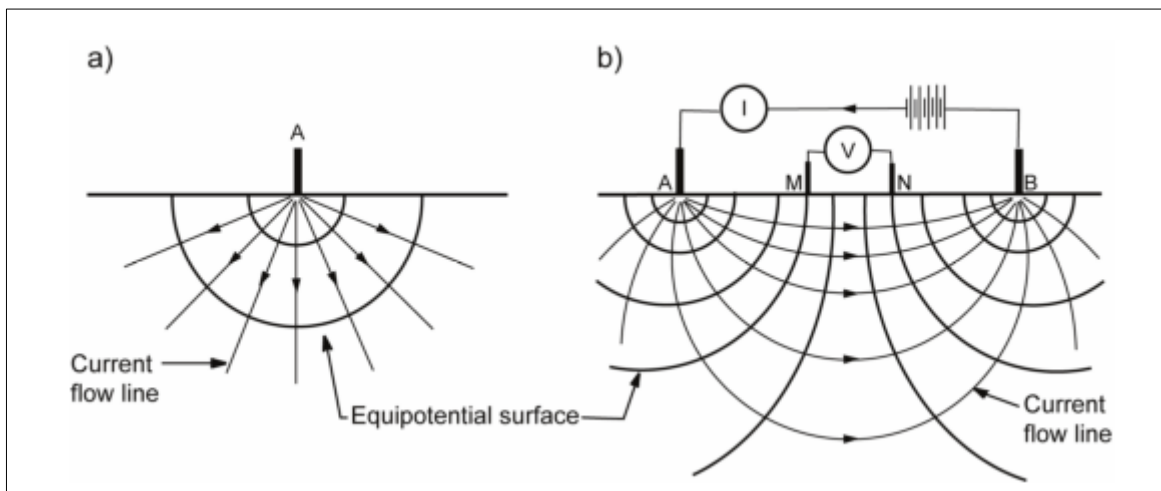 a)
A
Current
flow line
Equipotential surface
b)
I
V
A
M
N
B
Current
flow line